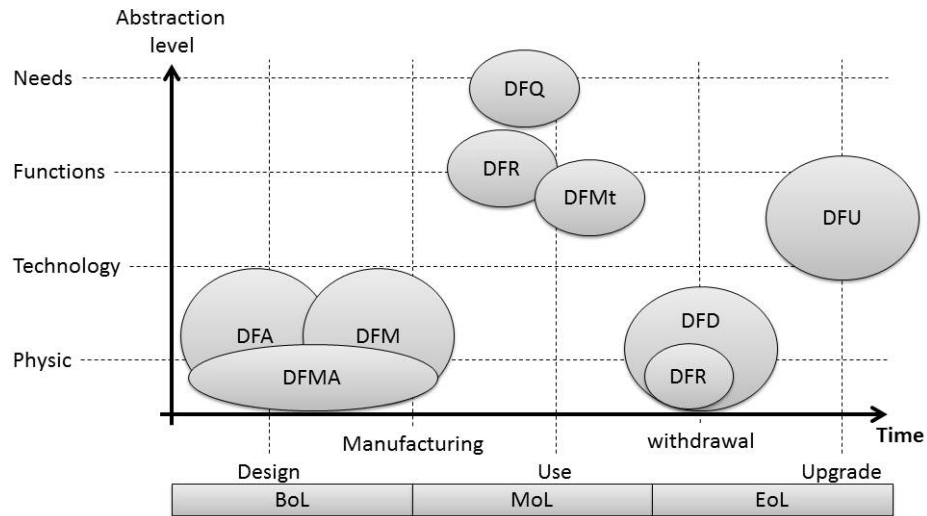 Abstraction
level
Needs
DFQ
Functions
DFR
DFMt
DFU
Technology
DFA
DFM
DFD
Physic
DFMA
DFR
Time
Manufacturing
withdrawal
Design
Use
Upgrade
BoL
MoL
EoL